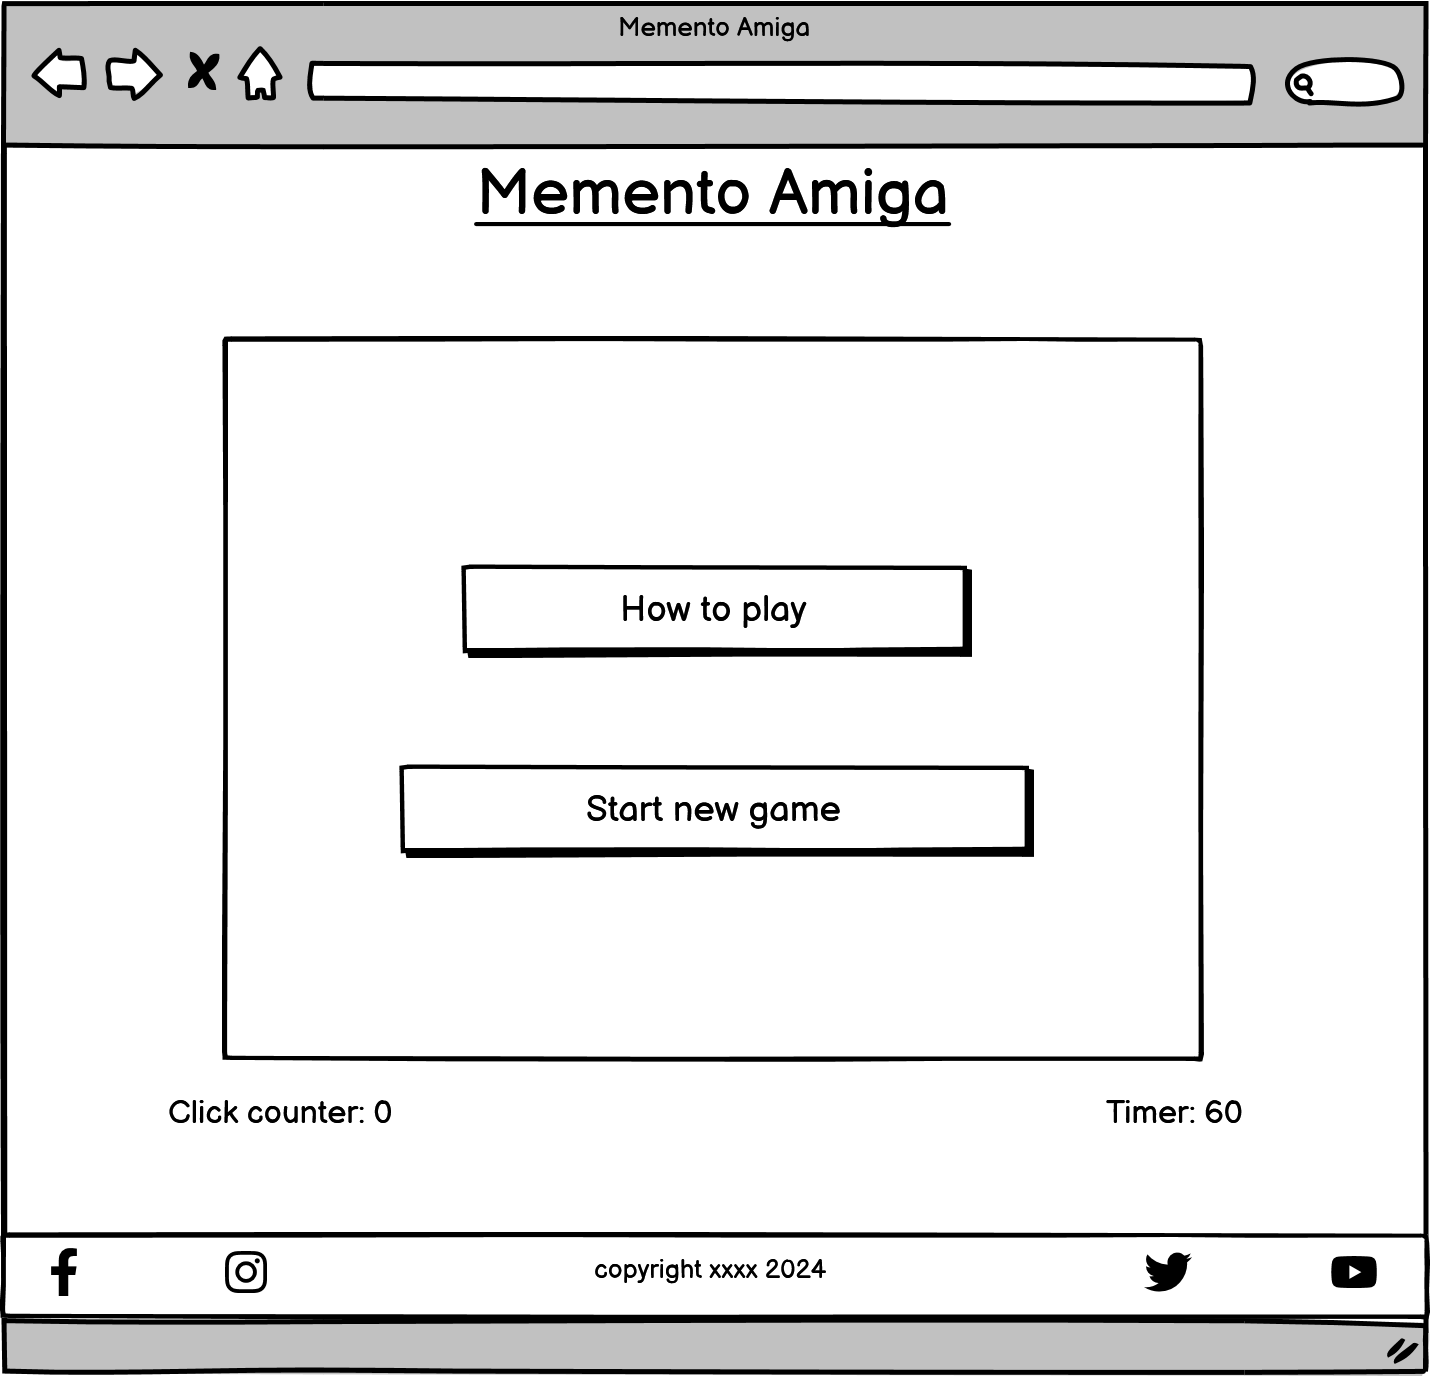 Memento Amiga
Memento Amiga
How to play
Start new game
Click counter: 0
Timer: 60
copyright xxxx 2024